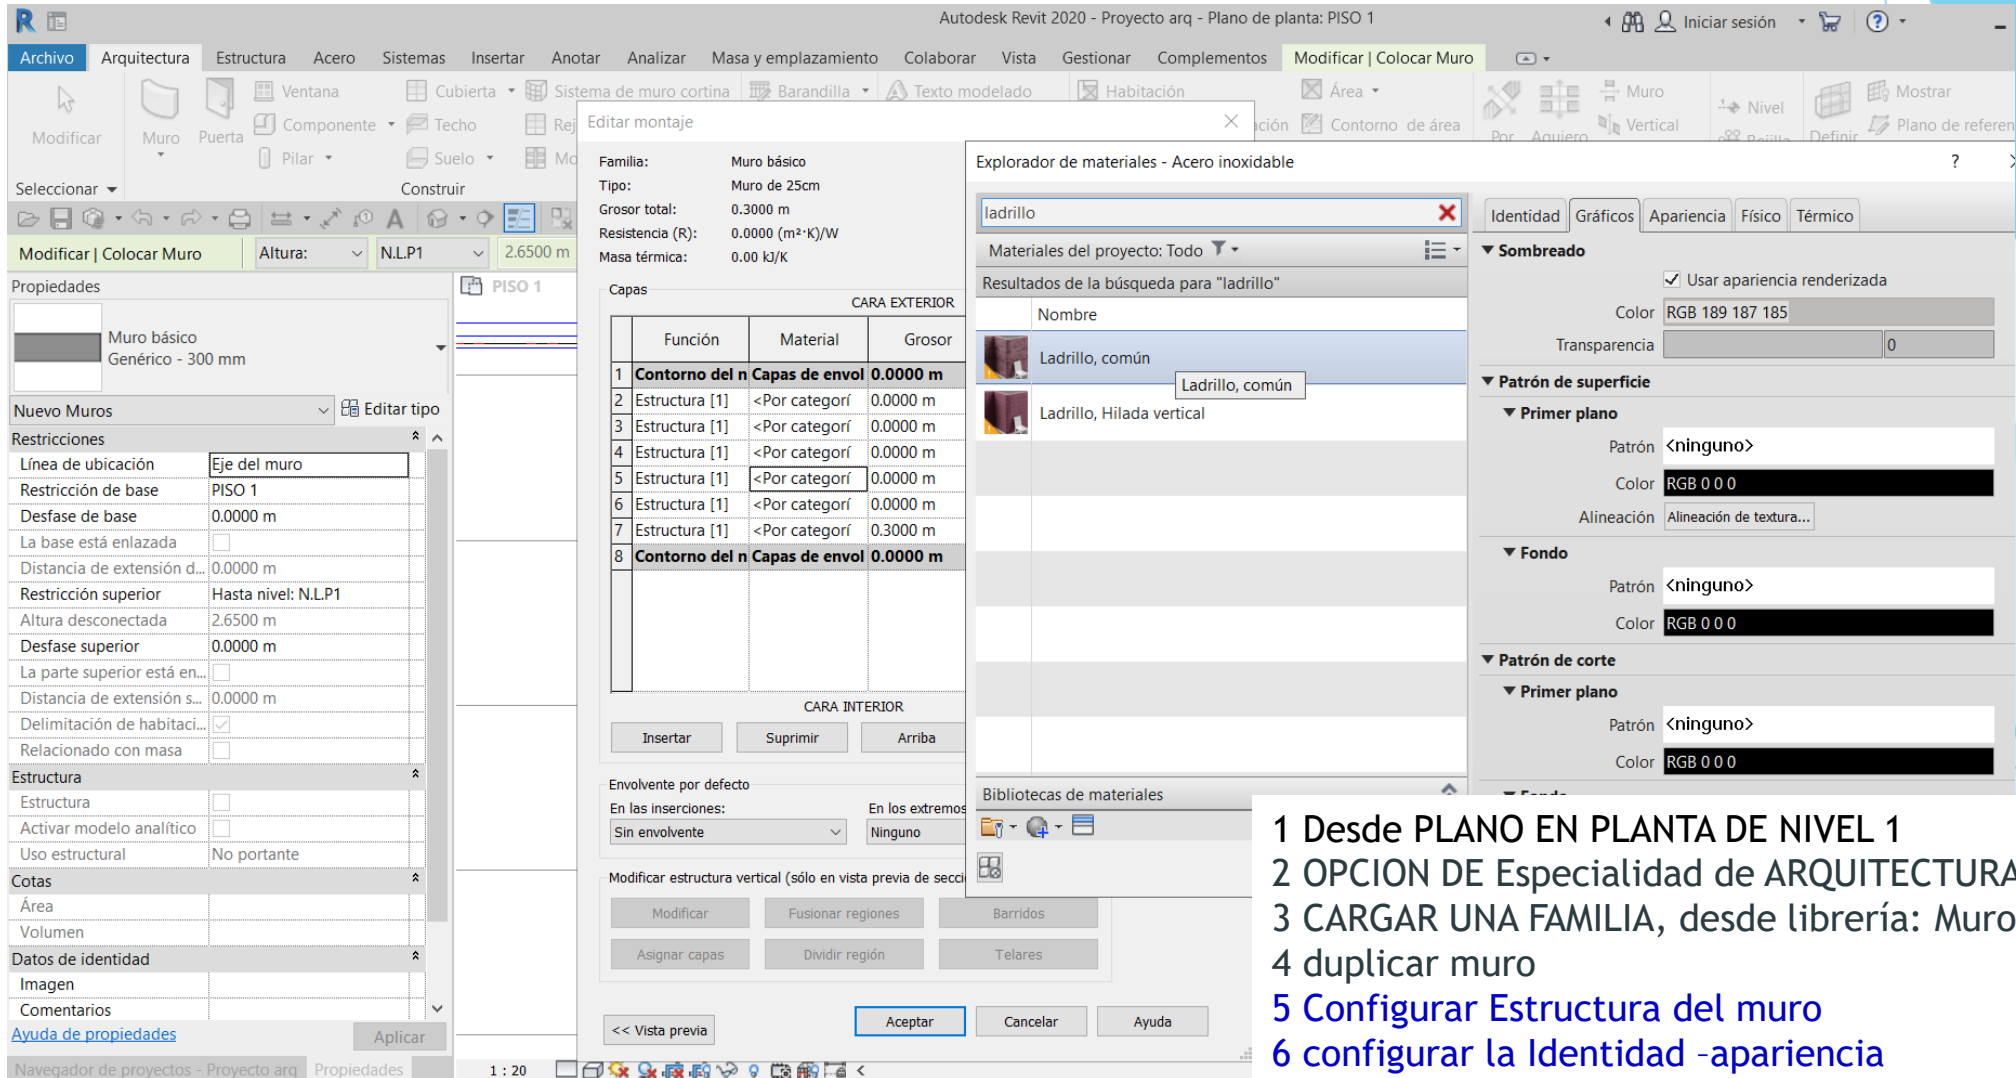 Autodesk Revit 2020 - Proyecto arq - Plano de planta: PISO 1
Iniciar sesión
Archivo Arquitectura Estructura Acero Sistemas Insertar Anotar Analizar Masa y emplazamiento Colaborar Vista Gestionar Complementos Modificar | Colocar Muro
Modificar
Muro
Puerta
Ventana
Componente
Pilar
Cubierta
Techo
Suelo
Sistema de muro cortina
Rej
Mo
Barandilla
Texto modelado
Habitación
ación
Área
Contorno de área
Por
Agujero
Muro
Vertical
Nivel
Rejilla
Definir
Mostrar
Plano de referen
Seleccionar
Construir
Modificar | Colocar Muro
Altura:
N.L.P1
2.6500 m
Propiedades
Muro básico
Genérico - 300 mm
Nuevo Muros
Editar tipo
Restricciones
Línea de ubicación Eje del muro
Restricción de base PISO 1
Desfase de base 0.0000 m
La base está enlazada
Distancia de extensión d... 0.0000 m
Restricción superior Hasta nivel: N.L.P1
Altura desconectada 2.6500 m
Desfase superior 0.0000 m
La parte superior está en...
Distancia de extensión s... 0.0000 m
Delimitación de habitaci...
Relacionado con masa
Estructura
Estructura
Activar modelo analítico
Uso estructural No portante
Cotas
Área
Volumen
Datos de identidad
Imagen
Comentarios
Ayuda de propiedades
Aplicar
Navegador de proyectos - Proyecto arq Propiedades
PISO 1
1 : 20
Editar montaje
Familia: Muro básico
Tipo: Muro de 25cm
Grosor total: 0.3000 m
Resistencia (R): 0.0000 (m²·K)/W
Masa térmica: 0.00 kJ/K
Capas
CARA EXTERIOR
Función Material Grosor
1 Contorno del n Capas de envol 0.0000 m
2 Estructura [1] <Por categorí 0.0000 m
3 Estructura [1] <Por categorí 0.0000 m
4 Estructura [1] <Por categorí 0.0000 m
5 Estructura [1] <Por categorí 0.0000 m
6 Estructura [1] <Por categorí 0.0000 m
7 Estructura [1] <Por categorí 0.3000 m
8 Contorno del n Capas de envol 0.0000 m
CARA INTERIOR
Insertar Suprimir Arriba
Envolvente por defecto
En las inserciones: En los extremos
Sin envolvente Ninguno
Modificar estructura vertical (sólo en vista previa de secci
Modificar Fusionar regiones Barridos
Asignar capas Dividir región Telares
<< Vista previa Aceptar Cancelar Ayuda
Explorador de materiales - Acero inoxidable
?
ladrillo
Materiales del proyecto: Todo
Resultados de la búsqueda para "ladrillo"
Nombre
Ladrillo, común
Ladrillo, común
Ladrillo, Hilada vertical
Bibliotecas de materiales
Identidad Gráficos Apariencia Físico Térmico
Sombreado
Usar apariencia renderizada
Color RGB 189 187 185
Transparencia 0
Patrón de superficie
Primer plano
Patrón <ninguno>
Color RGB 0 0 0
Alineación Alineación de textura...
Fondo
Patrón <ninguno>
Color RGB 0 0 0
Patrón de corte
Primer plano
Patrón <ninguno>
Color RGB 0 0 0
1 Desde PLANO EN PLANTA DE NIVEL 1
2 OPCION DE Especialidad de ARQUITECTURA
3 CARGAR UNA FAMILIA, desde librería: Muro
4 duplicar muro
5 Configurar Estructura del muro
6 configurar la Identidad –apariencia